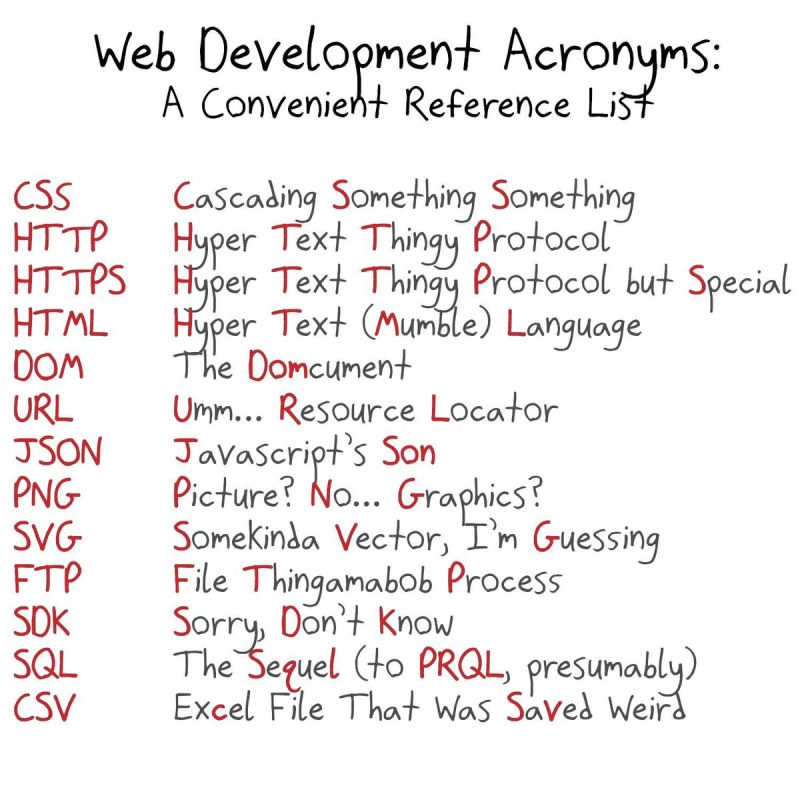 Web Development Acronyms:
A Convenient Reference List
CSS Cascading Something Something
HTTP Hyper Text Thingy Protocol
HTTPS Hyper Text Thingy Protocol but Special
HTML Hyper Text (Mumble) Language
DOM The Domcument
URL Umm... Resource Locator
JSON Javascript's Son
PNG Picture? No... Graphics?
SVG Somekinda Vector, I'm Guessing
FTP File Thingamabob Process
SDK Sorry, Don't Know
SQL The Sequel (to PRQL, presumably)
CSV Excel File That Was Saved Weird